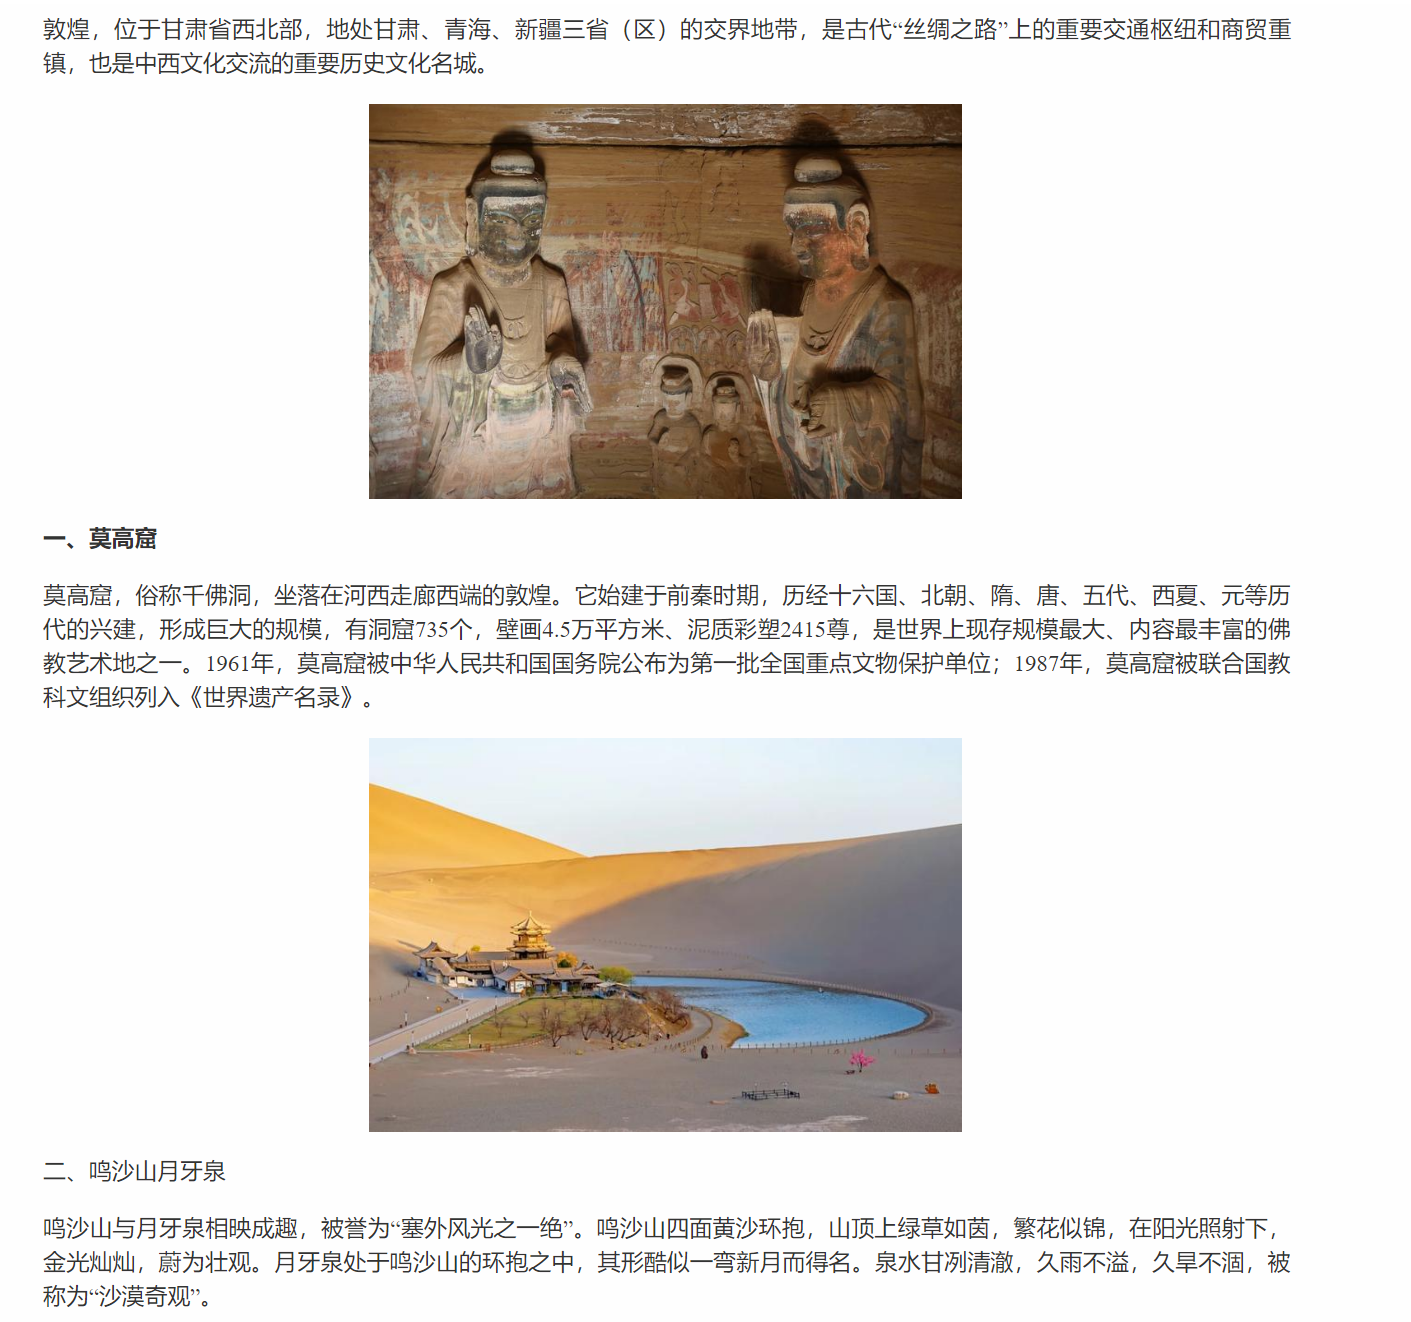 敦煌，位于甘肃省西北部，地处甘肃、青海、新疆三省（区）的交界地带，是古代“丝绸之路”上的重要交通枢纽和商贸重
镇，也是中西文化交流的重要历史文化名城。
一、莫高窟
莫高窟，俗称千佛洞，坐落在河西走廊西端的敦煌。它始建于前秦时期，历经十六国、北朝、隋、唐、五代、西夏、元等历
代的兴建，形成巨大的规模，有洞窟735个，壁画4.5万平方米、泥质彩塑2415尊，是世界上现存规模最大、内容最丰富的佛
教艺术地之一。1961年，莫高窟被中华人民共和国国务院公布为第一批全国重点文物保护单位；1987年，莫高窟被联合国教
科文组织列入《世界遗产名录》。
二、鸣沙山月牙泉
鸣沙山与月牙泉相映成趣，被誉为“塞外风光之一绝”。鸣沙山四面黄沙环抱，山顶上绿草如茵，繁花似锦，在阳光照射下，
金光灿灿，蔚为壮观。月牙泉处于鸣沙山的环抱之中，其形酷似一弯新月而得名。泉水甘冽清澈，久雨不溢，久旱不涸，被
称为“沙漠奇观”。